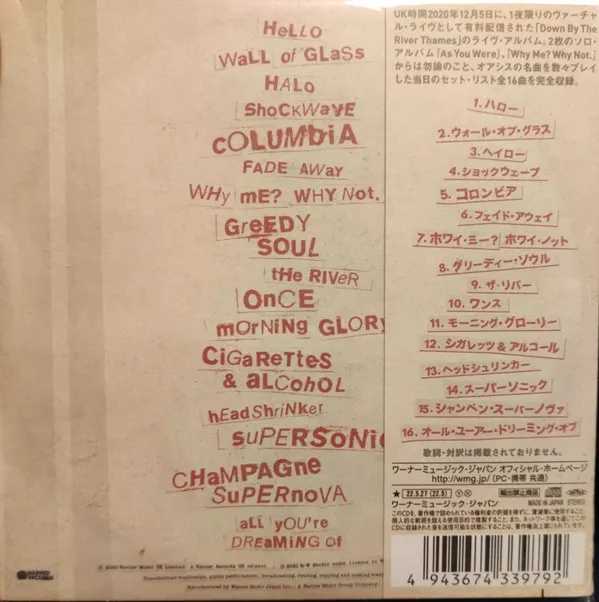 HELLO
WALL of GLASS
HALO
SHOCKWAVE
COLUMBIA
FADE AWAY
WHY ME? WHY NOT.
GREEDY
SOUL
tHE RIVER
ONCE
MORNING GLORY
CIGARETTES
& ALCOHOL
HEADSHRINKER
SUPERSONIC
CHAMPAGNE
SUPERNOVA
all YOU'RE
DREAMING of
UK時間2020年12月5日に、1夜限りのヴァーチャ
ル・ライヴとして有料配信された「Down By The
River Thames」のライヴ・アルバム。2枚のソロ・
アルバム『As You Were』、『Why Me? Why Not.』
からは勿論のこと、オアシスの名曲を数々プレイ
した当日のセット・リスト全16曲を完全収録。
1. ハロー
2. ウォール・オブ・グラス
3. ヘイロー
4. ショックウェーブ
5. コロンビア
6. フェイド・アウェイ
7. ホワイ・ミー? ホワイ・ノット
8. グリーディー・ソウル
9. ザ・リバー
10. ワンス
11. モーニング・グローリー
12. シガレッツ & アルコール
13. ヘッドシュリンカー
14. スーパーソニック
15. シャンペン・スーパーノヴァ
16. オール・ユーアー・ドリーミング・オブ
歌詞・対訳は掲載されておりません。
ワーナーミュージック・ジャパン オフィシャル・ホームページ
http://wmg.jp/ (PC・携帯 共通)
★ 22.5.27 (22.5) Ⓨ Ⓧ 輸出禁止商品 MADE IN JAPAN STEREO
ワーナーミュージック・ジャパン
4 943674 339792